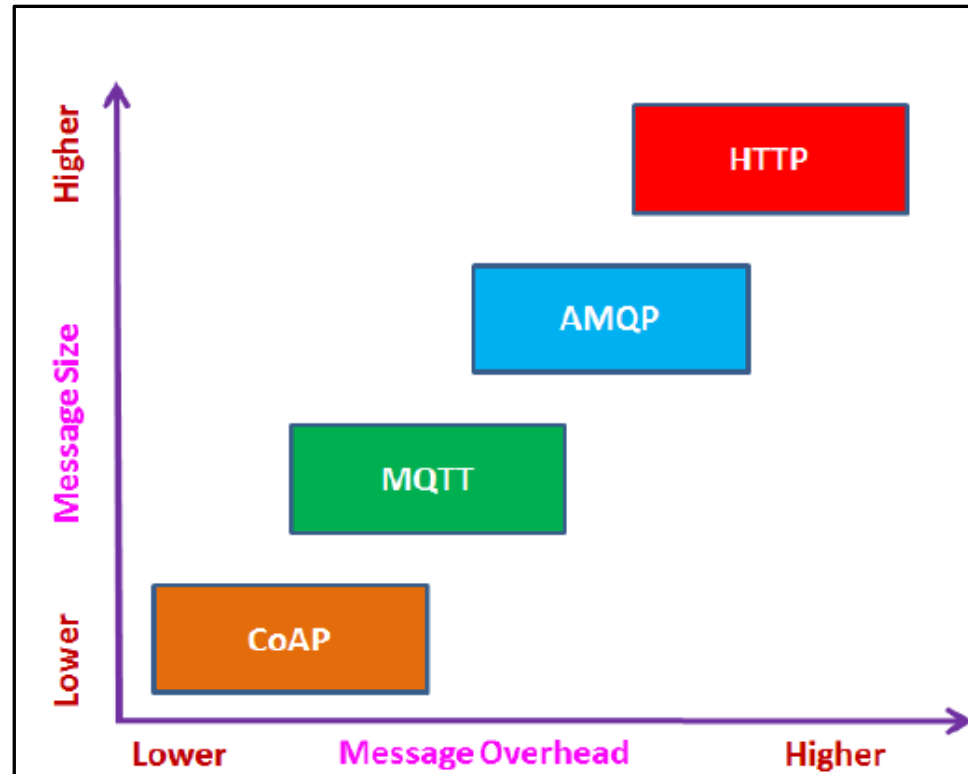 Higher
HTTP
AMQP
Message Size
MQTT
CoAP
Lower
Lower Message Overhead Higher